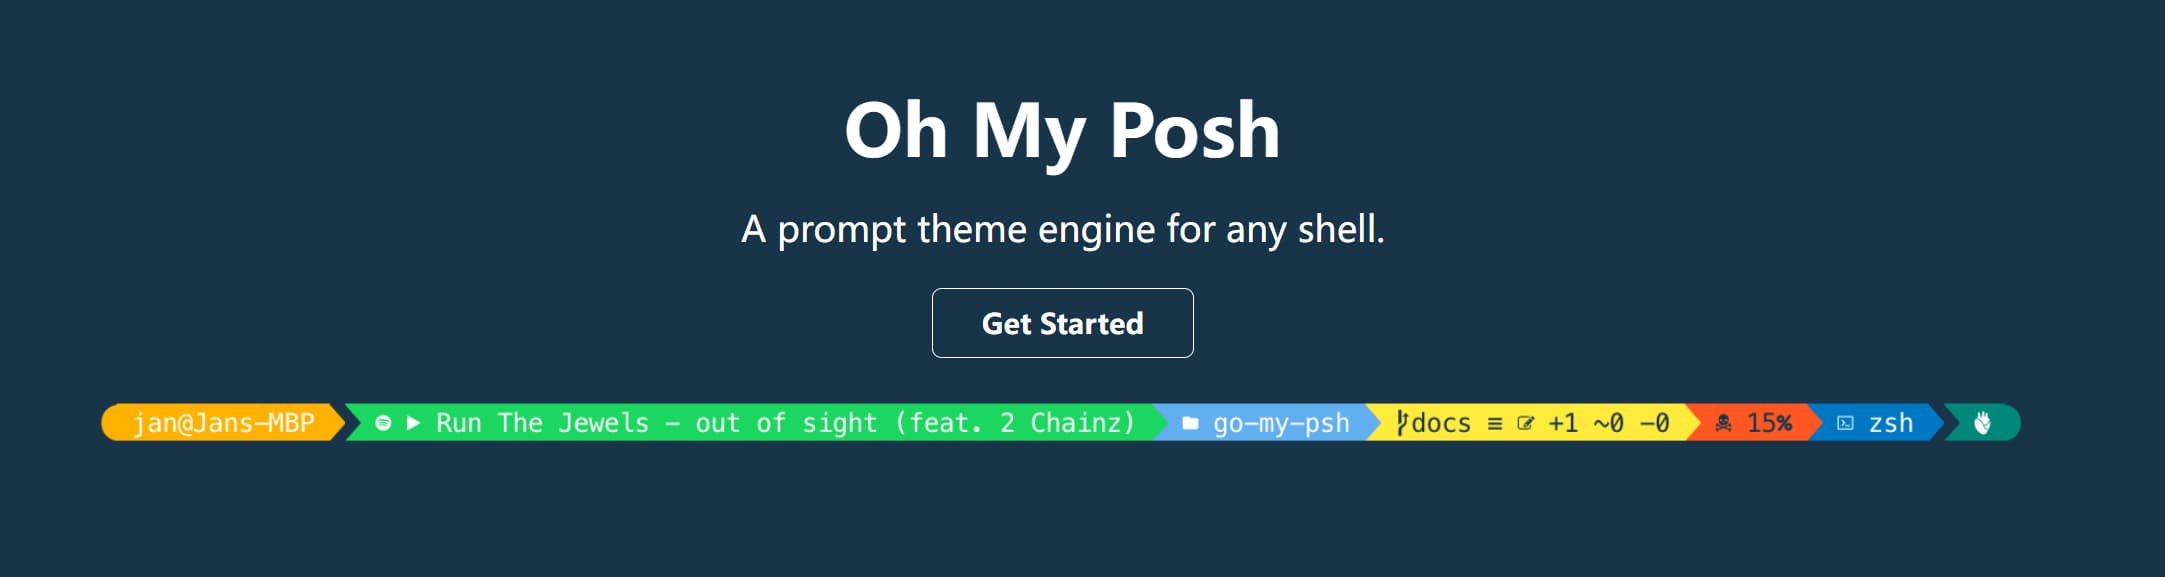 Oh My Posh
A prompt theme engine for any shell.
Get Started
jan@Jans-MBP Run The Jewels - out of sight (feat. 2 Chainz) go-my-psh docs ≡ +1 ~0 -0 15% zsh